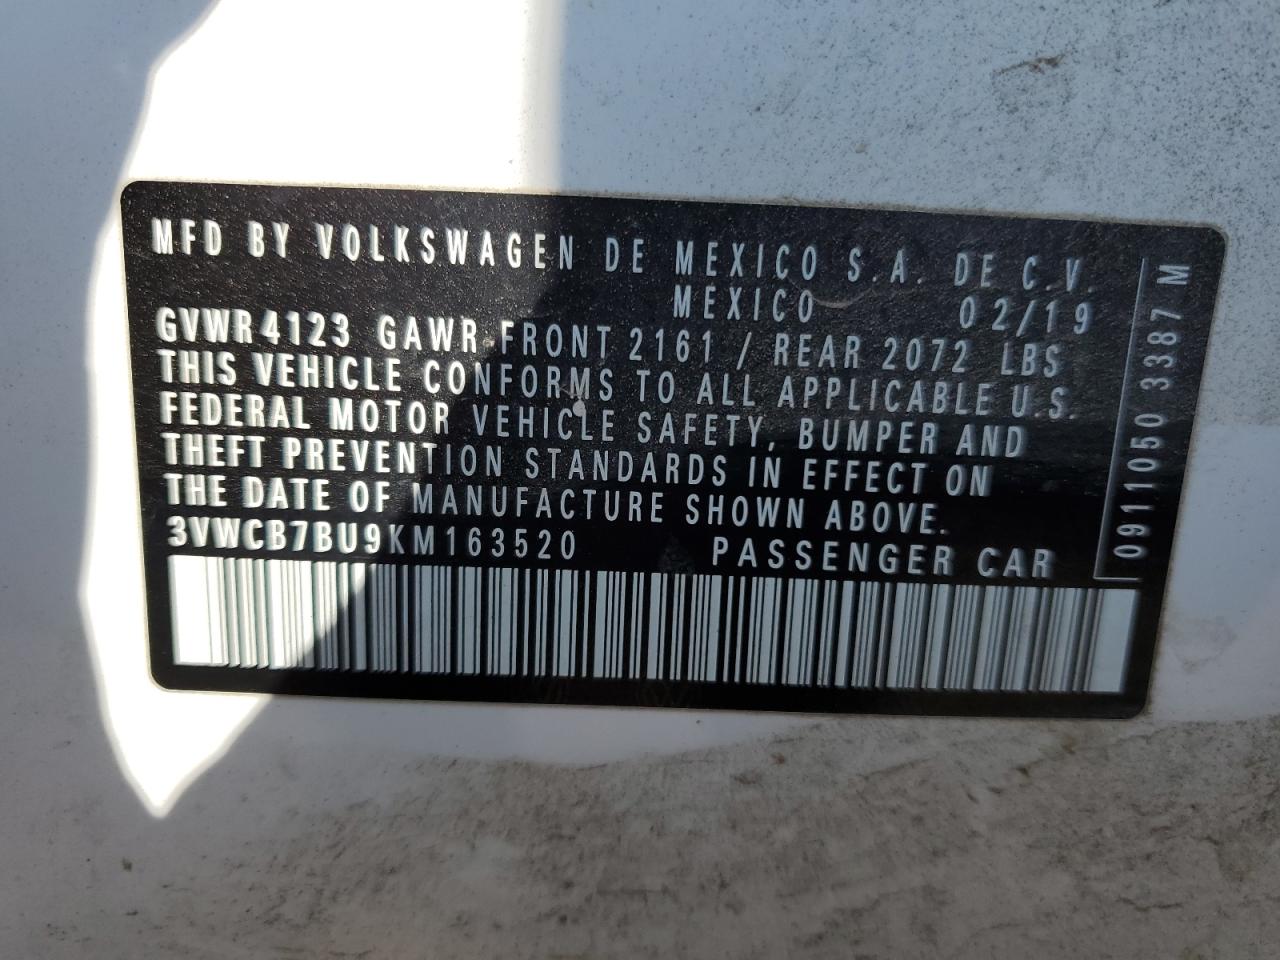 MFD BY VOLKSWAGEN DE MEXICO S.A. DE C.V.
MEXICO 02/19
GVWR 4123 GAWR-FRONT 2161 / REAR 2072 LBS
THIS VEHICLE CONFORMS TO ALL APPLICABLE U.S.
FEDERAL MOTOR VEHICLE SAFETY, BUMPER AND
THEFT PREVENTION STANDARDS IN EFFECT ON
THE DATE OF MANUFACTURE SHOWN ABOVE.
3VWCB7BU9KM163520 PASSENGER CAR
0911050 3387 M